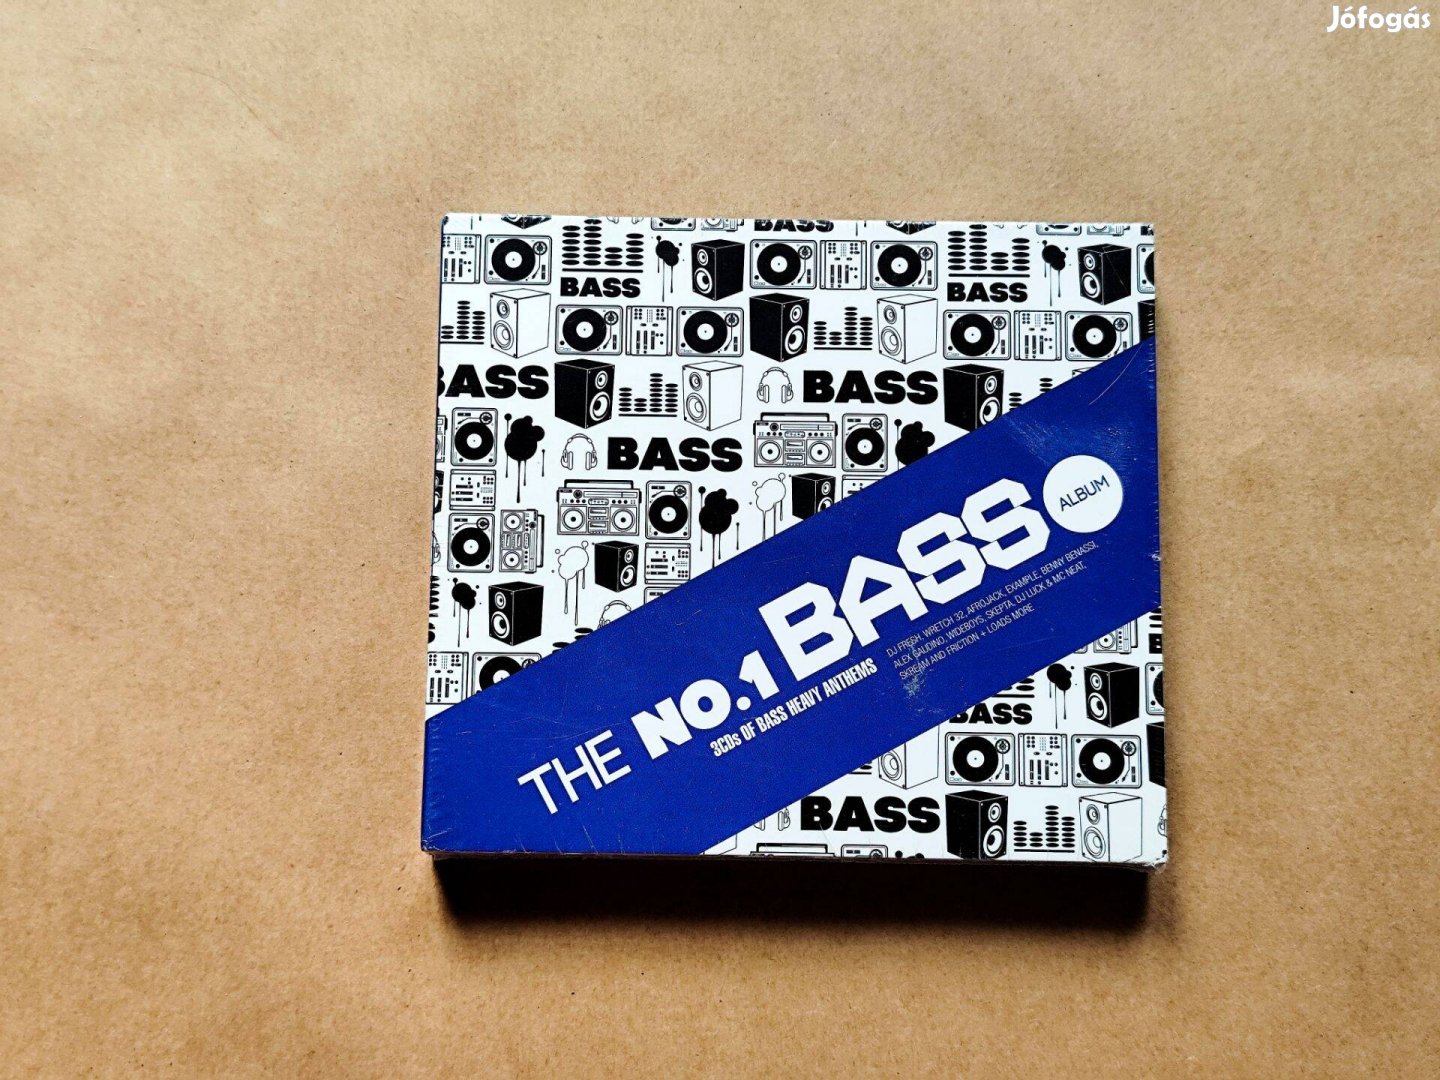 Jófogás
BASS
BASS
BASS
BASS
BASS
BASS
ALBUM
THE NO.1 BASS
3CDs OF BASS HEAVY ANTHEMS
DJ FRESH, WRETCH 32, AFROJACK, EXAMPLE, BENNY BENASSI,
ALEX GAUDINO, WIDEBOYS, SKEPTA, DJ LUCK & MC NEAT,
SKREAM AND FRICTION + LOADS MORE
BASS
BASS